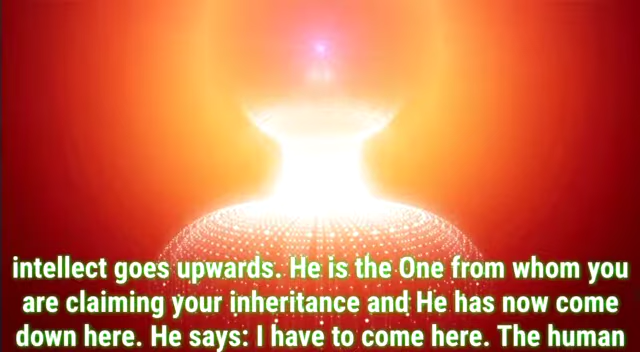 intellect goes upwards. He is the One from whom you
are claiming your inheritance and He has now come
down here. He says: I have to come here. The human